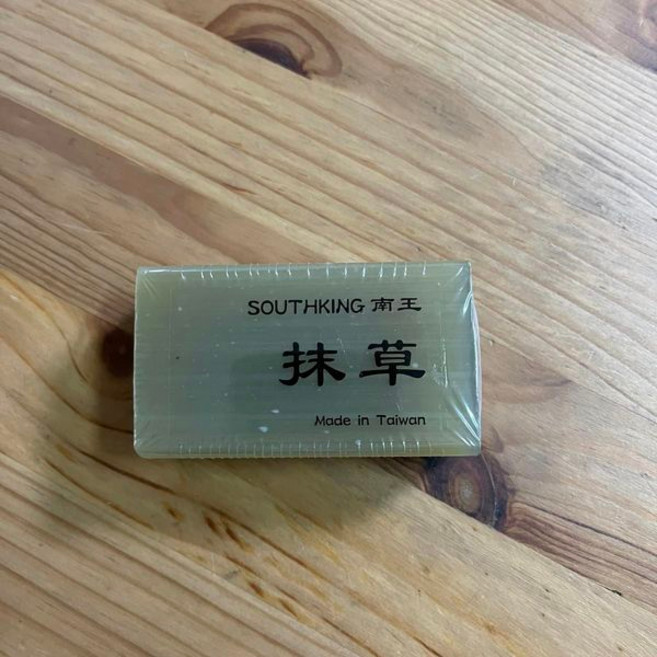 SOUTHKING 南王
抹草
Made in Taiwan